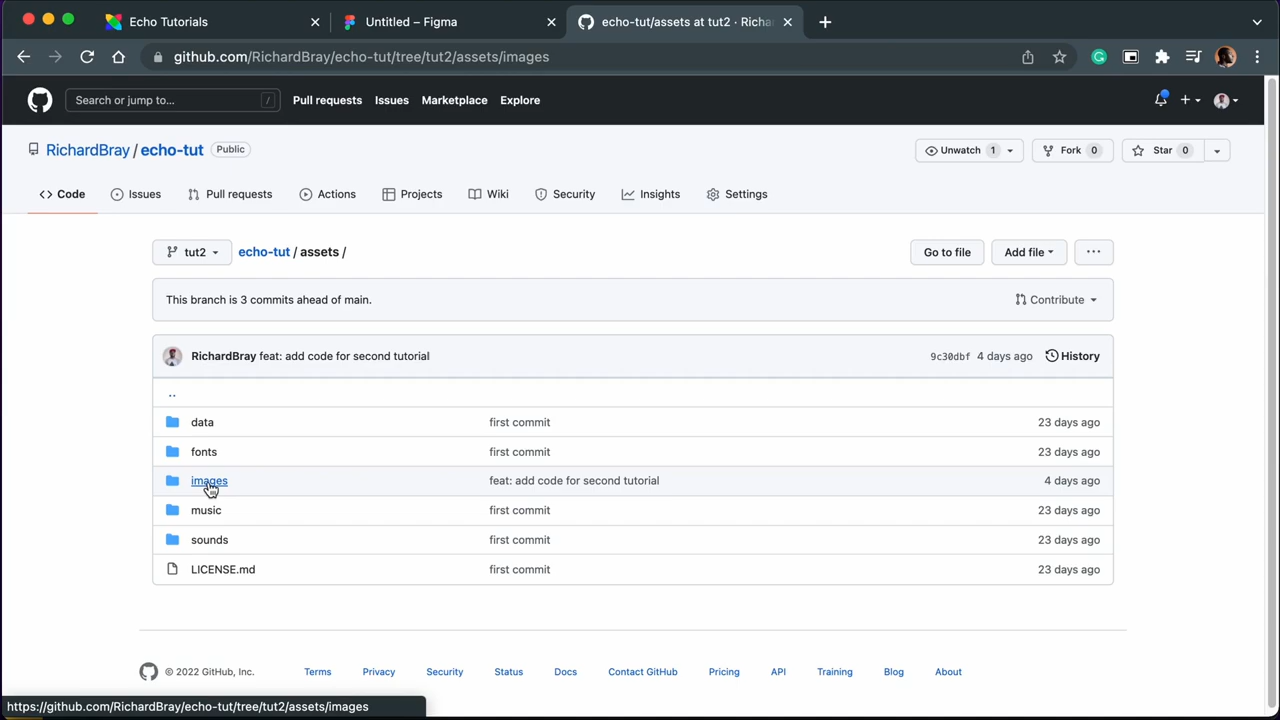 Echo Tutorials
Untitled – Figma
echo-tut/assets at tut2 · Richa
github.com/RichardBray/echo-tut/tree/tut2/assets/images
Search or jump to... /
Pull requests Issues Marketplace Explore
RichardBray / echo-tut Public
Unwatch 1 Fork 0 Star 0
Code Issues Pull requests Actions Projects Wiki Security Insights Settings
tut2 echo-tut / assets / Go to file Add file ...
This branch is 3 commits ahead of main. Contribute
RichardBray feat: add code for second tutorial 9c30dbf 4 days ago History
..
data first commit 23 days ago
fonts first commit 23 days ago
images feat: add code for second tutorial 4 days ago
music first commit 23 days ago
sounds first commit 23 days ago
LICENSE.md first commit 23 days ago
© 2022 GitHub, Inc. Terms Privacy Security Status Docs Contact GitHub Pricing API Training Blog About
https://github.com/RichardBray/echo-tut/tree/tut2/assets/images